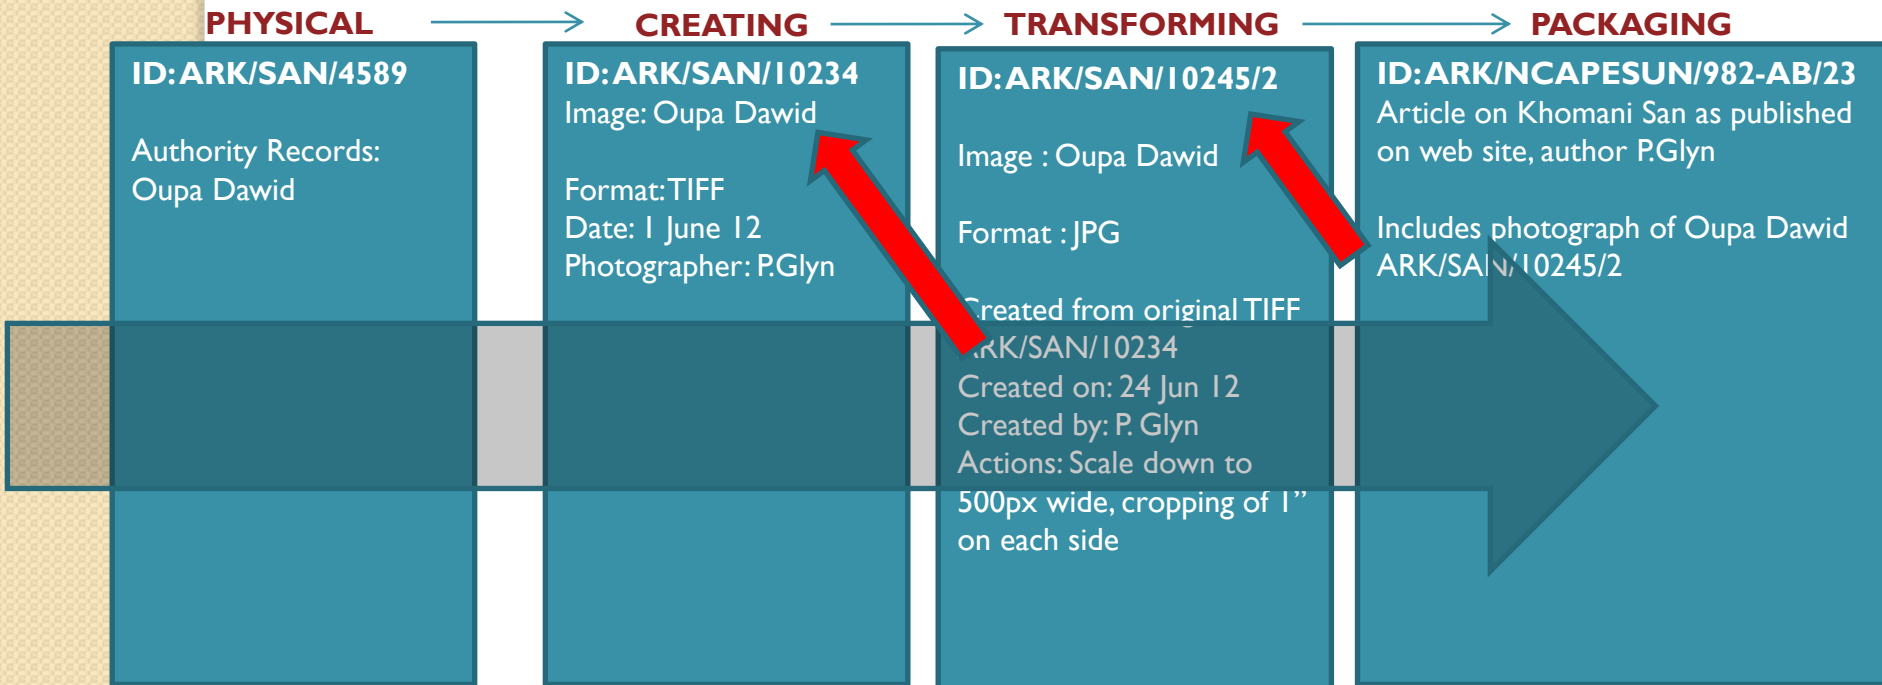 PHYSICAL
CREATING
TRANSFORMING
PACKAGING
ID: ARK/SAN/4589
Authority Records:
Oupa Dawid
ID: ARK/SAN/10234
Image: Oupa Dawid
Format: TIFF
Date: 1 June 12
Photographer: P.Glyn
ID: ARK/SAN/10245/2
Image : Oupa Dawid
Format : JPG
Created from original TIFF
ARK/SAN/10234
Created on: 24 Jun 12
Created by: P. Glyn
Actions: Scale down to
500px wide, cropping of 1”
on each side
ID: ARK/NCAPESUN/982-AB/23
Article on Khomani San as published
on web site, author P.Glyn
Includes photograph of Oupa Dawid
ARK/SAN/10245/2